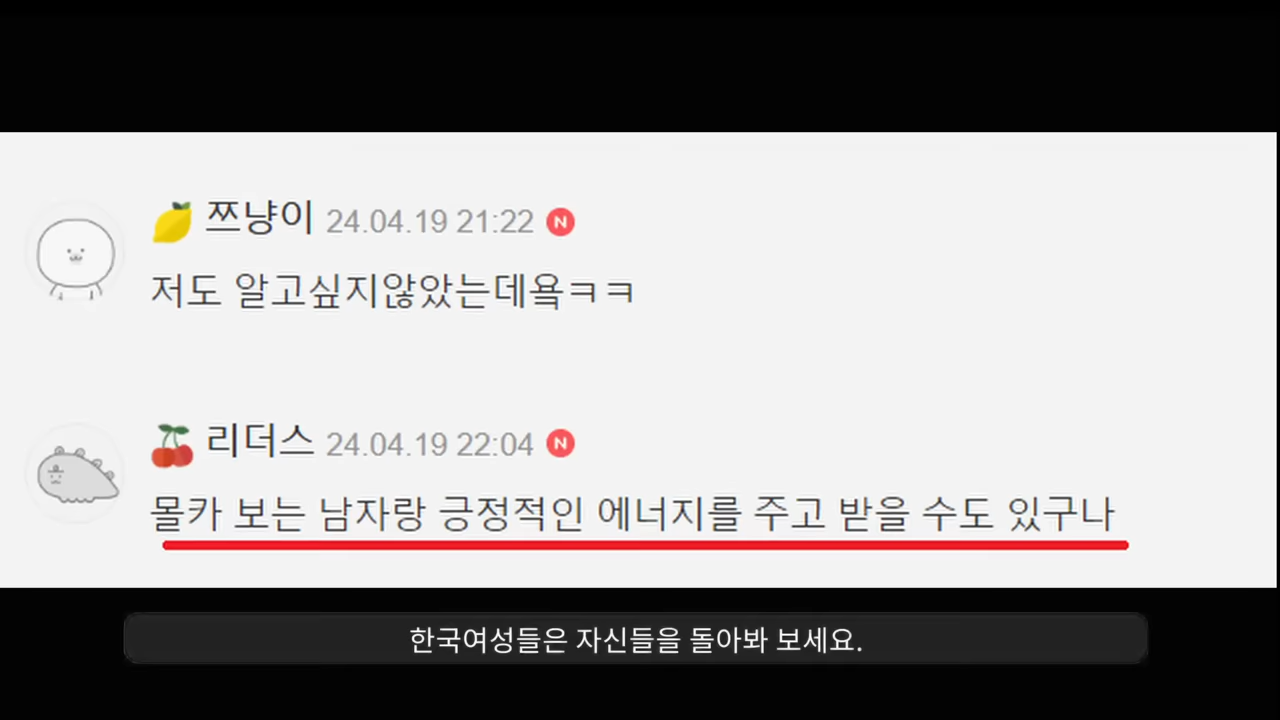 쯔냥이 24.04.19 21:22 N
저도 알고싶지않았는데욬ㅋㅋ
리더스 24.04.19 22:04 N
몰카 보는 남자랑 긍정적인 에너지를 주고 받을 수도 있구나
한국여성들은 자신들을 돌아봐 보세요.